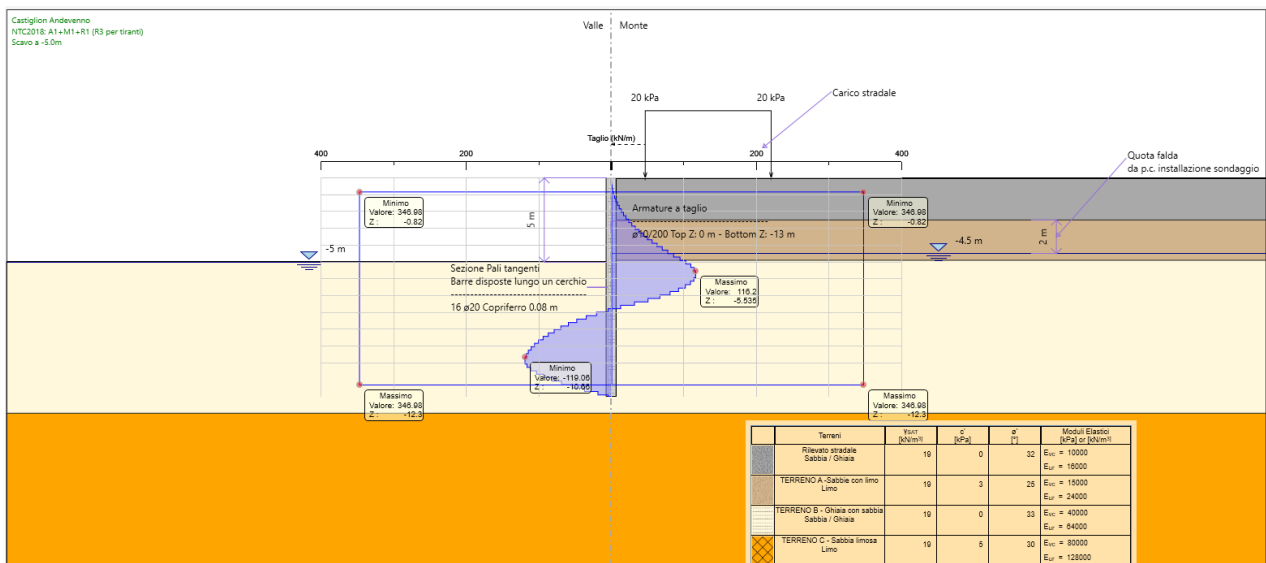 Castiglion Andevenno
NTC2018: A1+M1+R1 (R3 per tiranti)
Scavo a -5.0m
Valle
Monte
20 kPa
20 kPa
Carico stradale
Taglio (kN/m)
400
200
200
400
Quota falda
da p.c. installazione sondaggio
Minimo
Valore: 346.98
Z : -0.82
5 m
Armature a taglio
ø10/200 Top Z: 0 m - Bottom Z: -13 m
Minimo
Valore: 346.98
Z : -0.82
2 m
-4.5 m
-5 m
Sezione Pali tangenti
Barre disposte lungo un cerchio
16 ø20 Copriferro 0.08 m
Massimo
Valore: 116.2
Z : -5.535
Minimo
Valore: -119.06
Z : -10.66
Massimo
Valore: 346.98
Z : -12.3
Massimo
Valore: 346.98
Z : -12.3
Terreni γSAT [kN/m³] c' [kPa] ø' [°] Moduli Elastici [kPa] or [kN/m³]
Rilevato stradale
Sabbia / Ghiaia 19 0 32 Evc = 10000
Eur = 16000
TERRENO A -Sabbie con limo
Limo 19 3 25 Evc = 15000
Eur = 24000
TERRENO B - Ghiaia con sabbia
Sabbia / Ghiaia 19 0 33 Evc = 40000
Eur = 64000
TERRENO C - Sabbia limosa
Limo 19 5 30 Evc = 80000
Eur = 128000